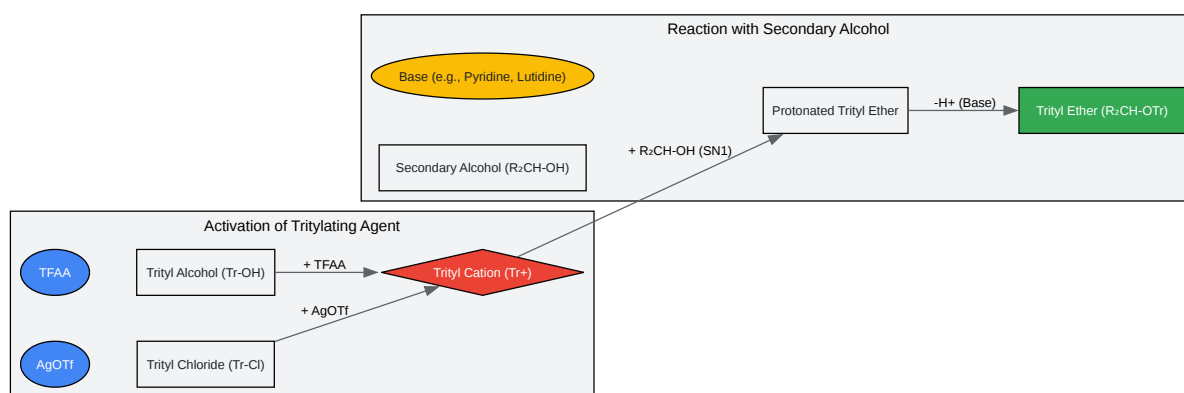 Reaction with Secondary Alcohol
Base (e.g., Pyridine, Lutidine)
Protonated Trityl Ether
-H+ (Base)
Trityl Ether (R₂CH-OTr)
+ R₂CH-OH (SN1)
Secondary Alcohol (R₂CH-OH)
Activation of Tritylating Agent
TFAA
Trityl Alcohol (Tr-OH)
+ TFAA
Trityl Cation (Tr+)
+ AgOTf
AgOTf
Trityl Chloride (Tr-Cl)